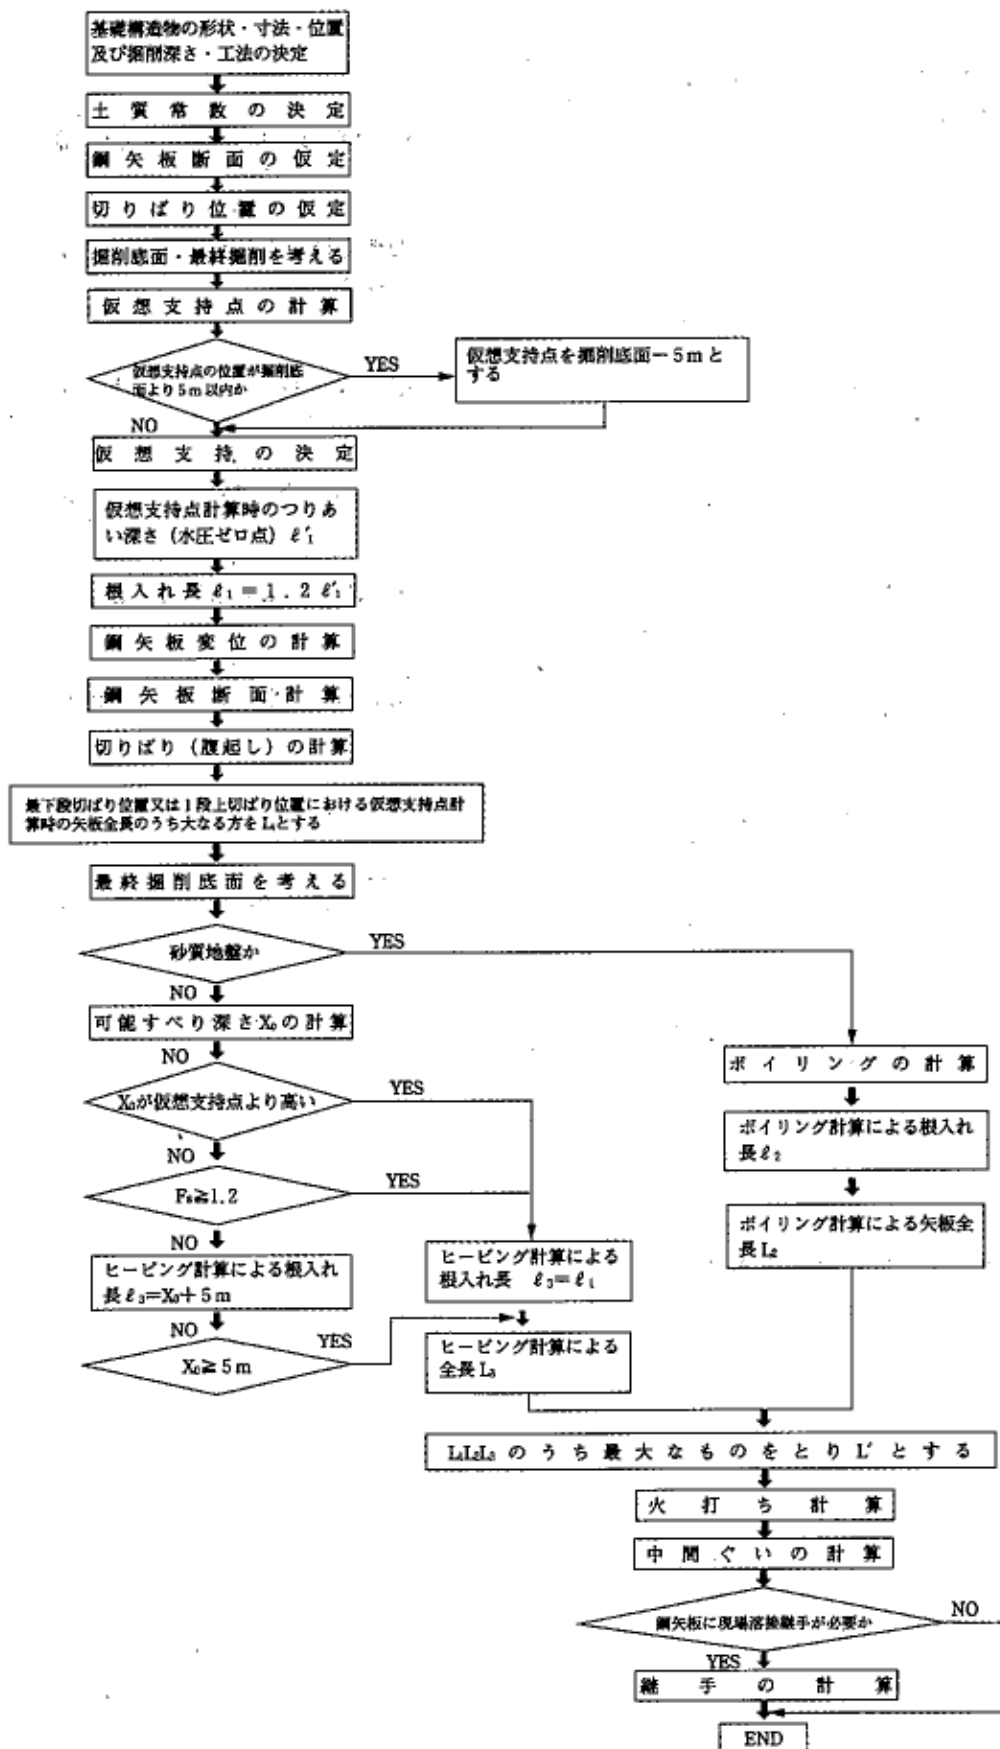 基礎構造物の形状・寸法・位置
及び掘削深さ・工法の決定
土質常数の決定
鋼矢板断面の仮定
切りばり位置の仮定
掘削底面・最終掘削を考える
仮想支持点の計算
仮想支持点の位置が掘削底
面より5m以内か
YES
仮想支持点を掘削底面－5mと
する
NO
仮想支持の決定
仮想支持点計算時のつりあ
い深さ（水圧ゼロ点）ℓ'₁
根入れ長ℓ₁＝1.2ℓ'₁
鋼矢板変位の計算
鋼矢板断面計算
切りばり（腹起し）の計算
最下段切ばり位置又は1段上切ばり位置における仮想支持点計
算時の矢板全長のうち大なる方をL₁とする
最終掘削底面を考える
砂質地盤か
YES
NO
可能すべり深さX₀の計算
NO
X₀が仮想支持点より高い
YES
NO
Fs≧1.2
YES
NO
ヒービング計算による根入れ
長ℓ₃＝X₀＋5m
NO
X₀≧5m
YES
ヒービング計算による
根入れ長　ℓ₃＝ℓ₁
ヒービング計算による
全長L₃
ボイリングの計算
ボイリング計算による根入れ
長ℓ₂
ボイリング計算による矢板全
長L₂
L₁L₂L₃のうち最大なものをとりL'とする
火打ち計算
中間ぐいの計算
鋼矢板に現場溶接継手が必要か
NO
YES
継手の計算
END